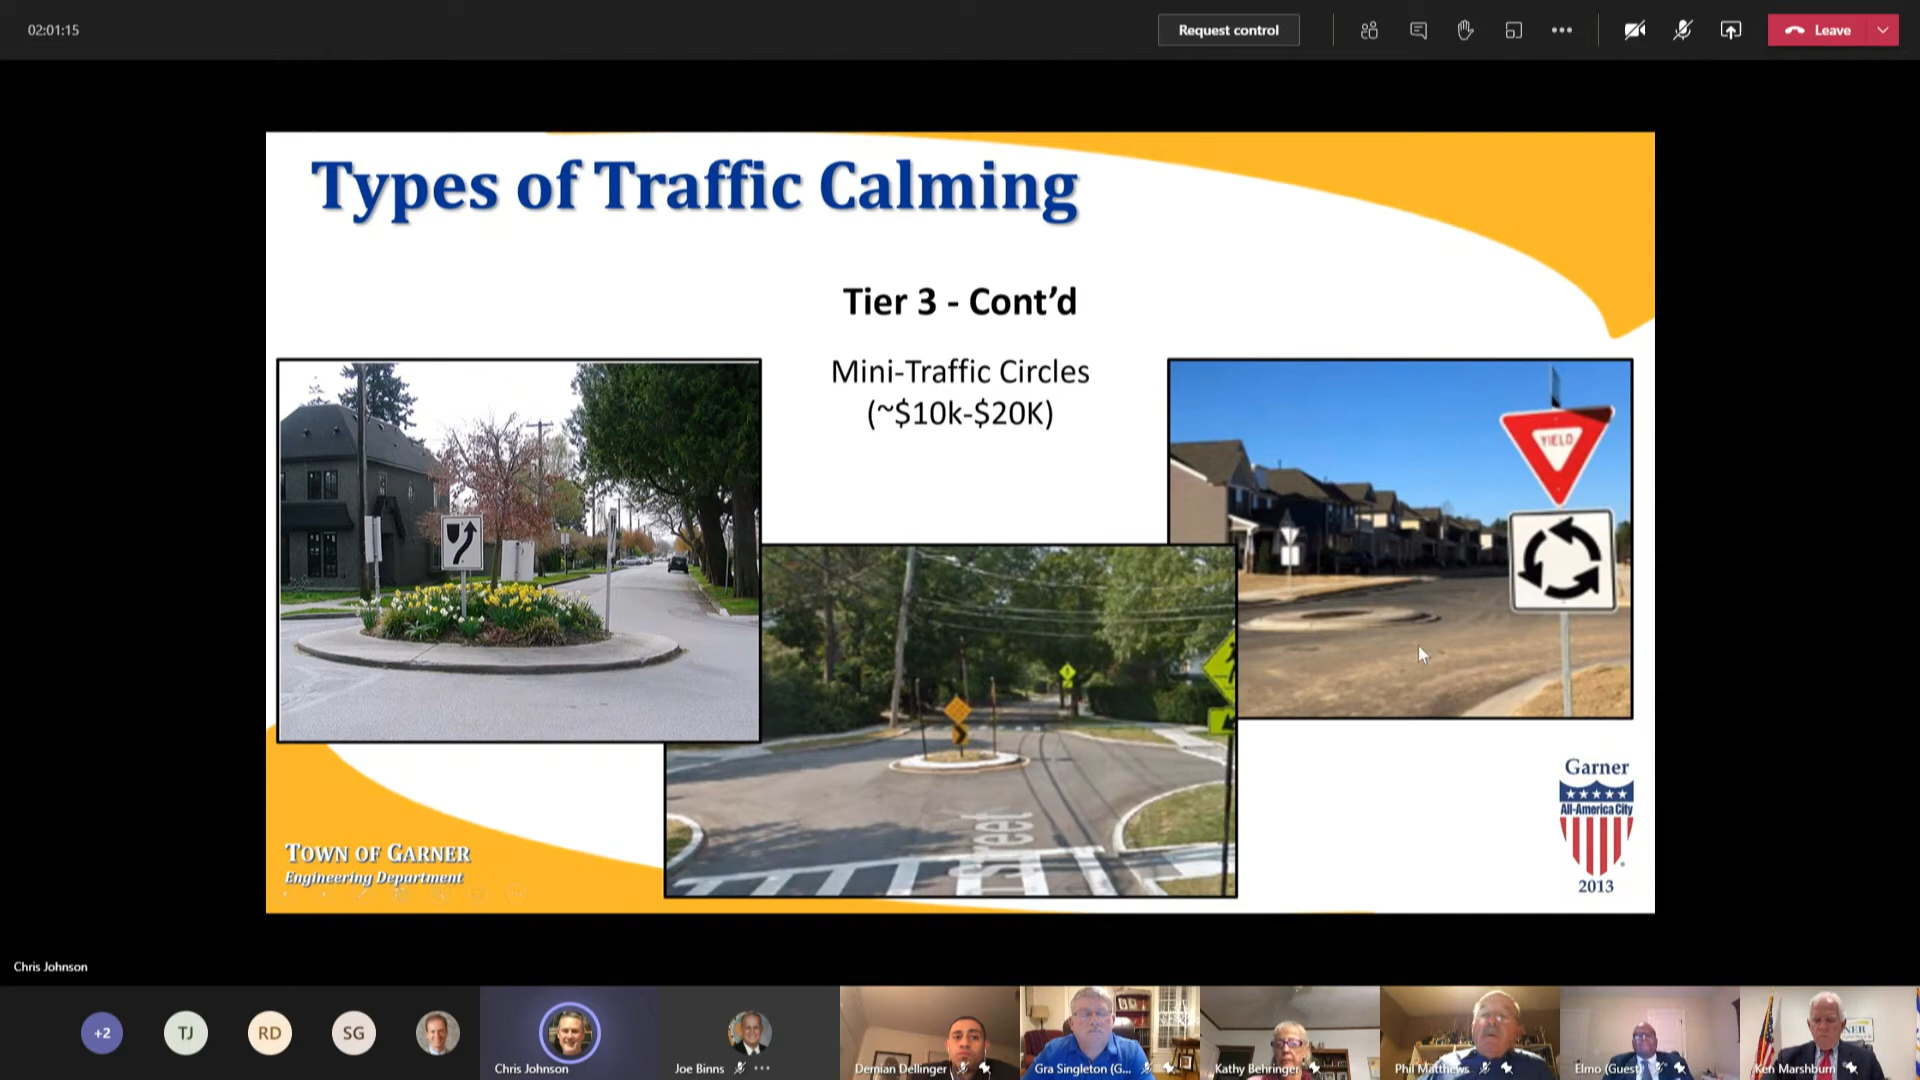 02:01:15
Request control
Leave
Types of Traffic Calming
Tier 3 - Cont’d
Mini-Traffic Circles
(~$10k-$20K)
YIELD
Street
Town of Garner
Engineering Department
Garner
All-America City
2013
Chris Johnson
+2
TJ
RD
SG
Chris Johnson
Joe Binns
Demian Dellinger
Gra Singleton (G...
Kathy Behringer
Phil Matthews
Elmo (Guest)
Ken Marshburn